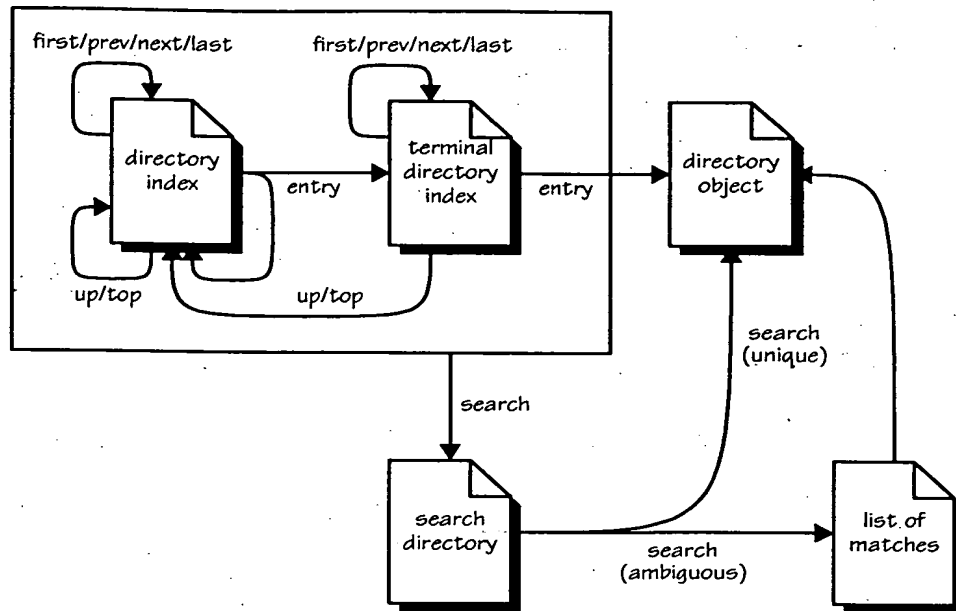 first/prev/next/last
first/prev/next/last
directory
index
entry
terminal
directory
index
entry
directory
object
up/top
up/top
search
(unique)
search
search
directory
search
(ambiguous)
list of
matches